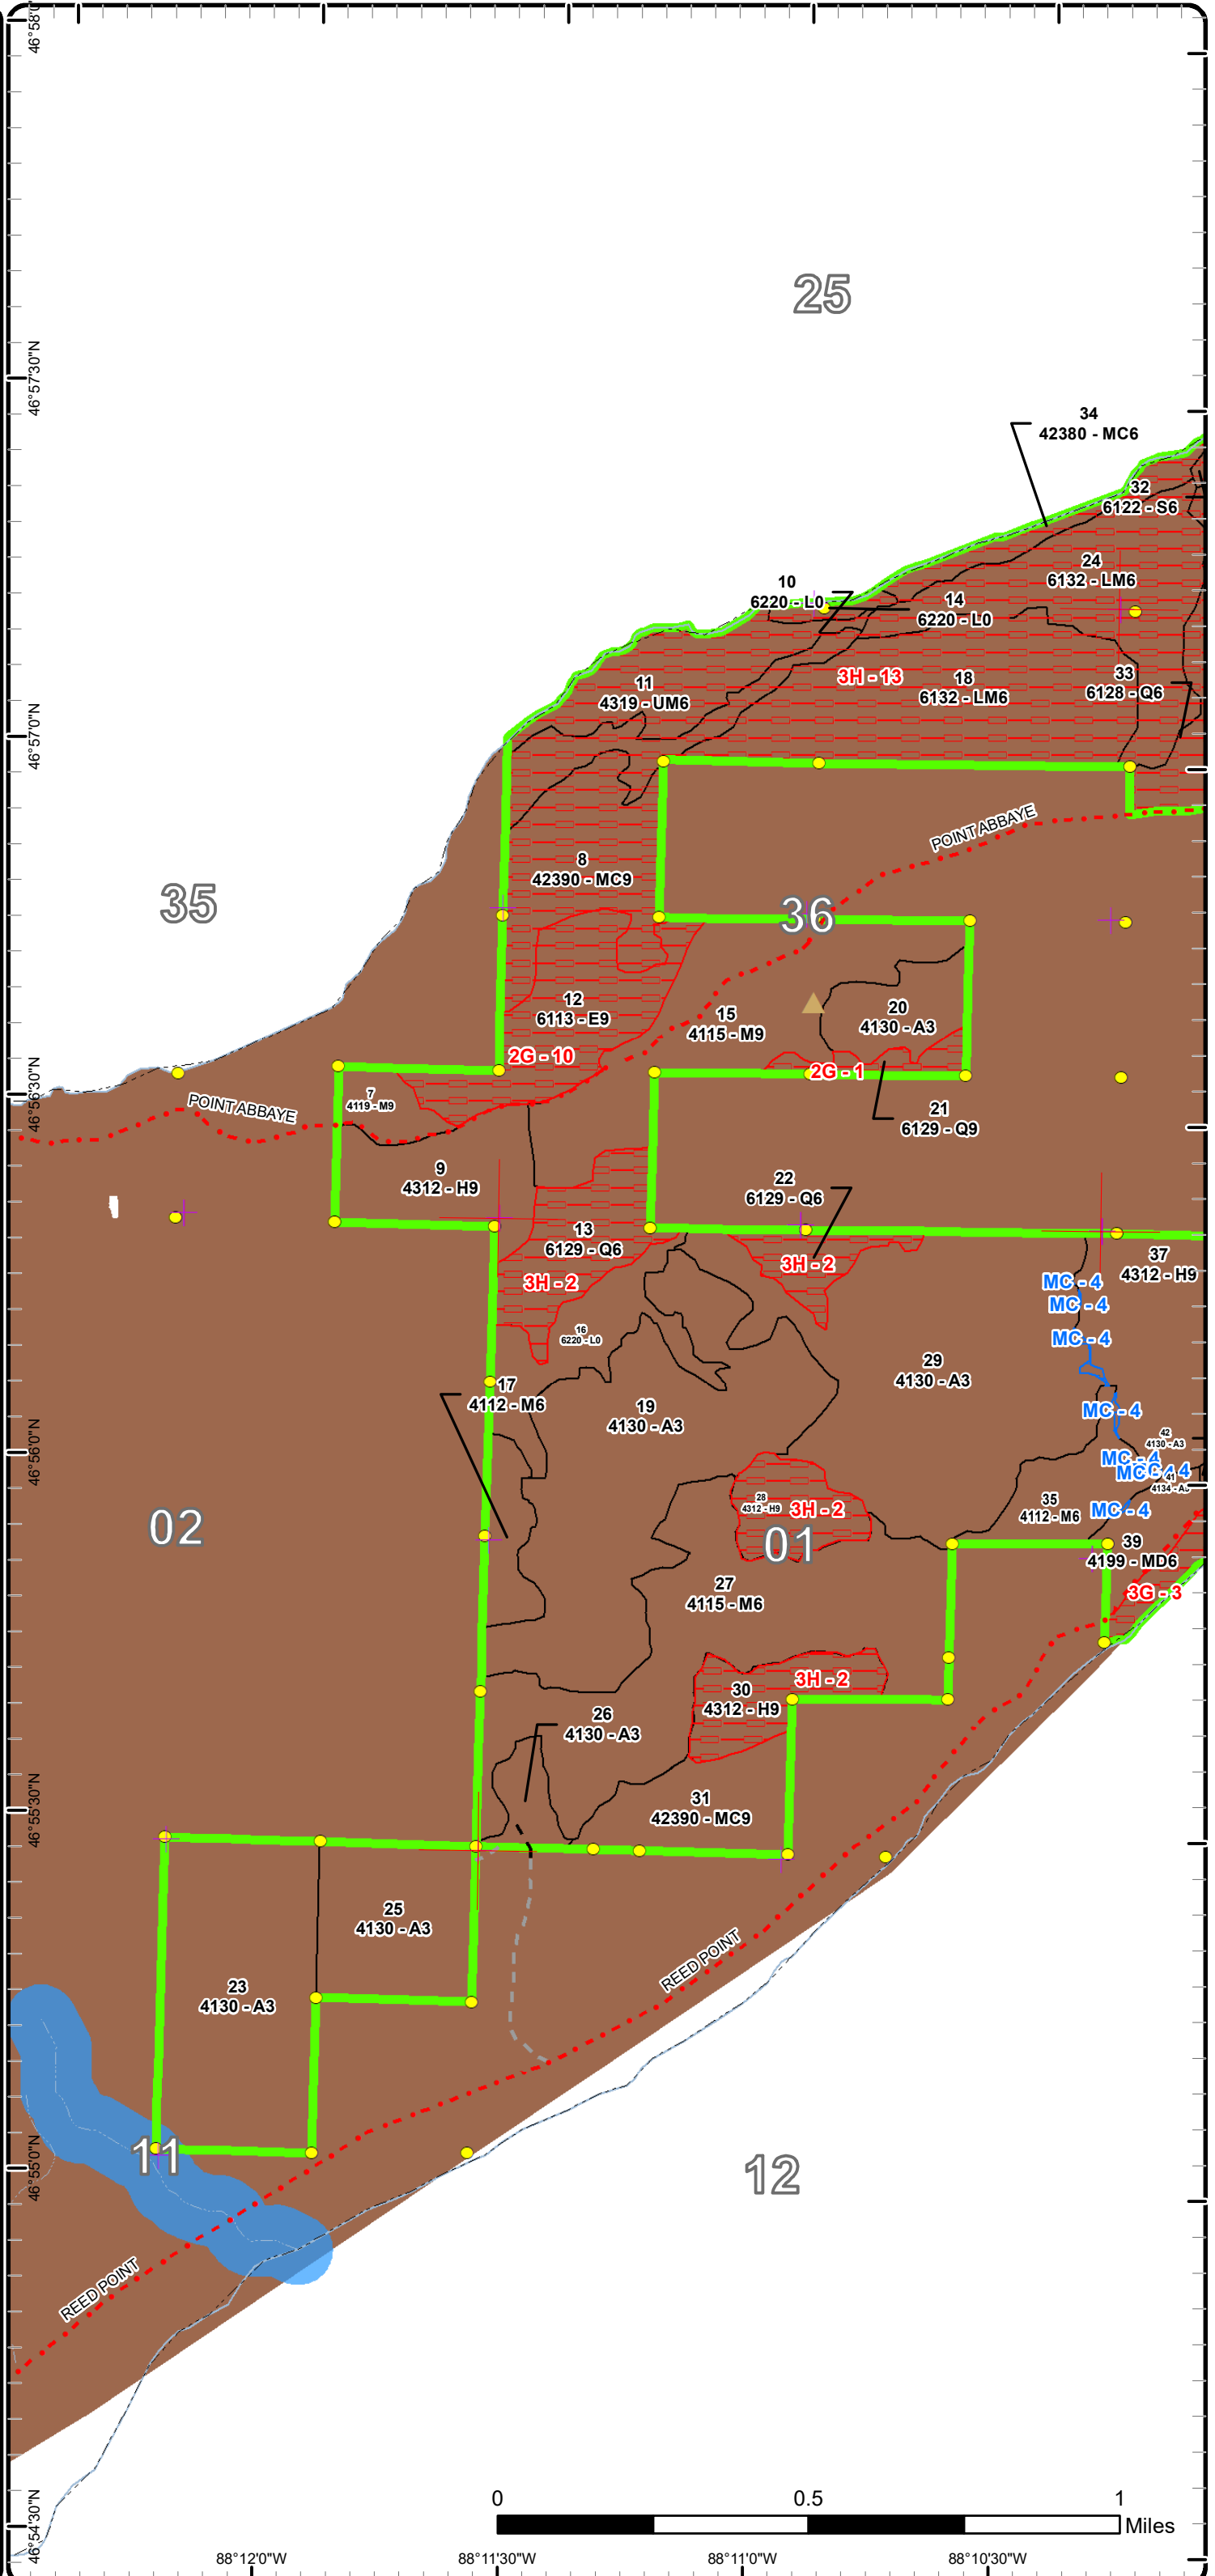 46°58'0"N
25
46°57'30"N
34
42380 - MC6
32
6122 - S6
24
6132 - LM6
10
6220 - L0
14
6220 - L0
3H - 13
18
6132 - LM6
33
6128 - Q6
11
4319 - UM6
46°57'0"N
POINT ABBAYE
8
42390 - MC9
35
36
12
6113 - E9
15
4115 - M9
20
4130 - A3
2G - 10
2G - 1
46°56'30"N
7
4119 - M9
POINT ABBAYE
21
6129 - Q9
9
4312 - H9
22
6129 - Q6
13
6129 - Q6
3H - 2
3H - 2
37
4312 - H9
MC - 4
MC - 4
MC - 4
16
6220 - L0
29
4130 - A3
17
4112 - M6
19
4130 - A3
MC - 4
46°56'0"N
42
4130 - A3
MC - 4
MC - 4
41
28
4312 - H9
3H - 2
35
4112 - M6
MC - 4
02
01
39
4199 - MD6
27
4115 - M6
3G - 3
3H - 2
30
4312 - H9
26
4130 - A3
46°55'30"N
31
42390 - MC9
25
4130 - A3
REED POINT
23
4130 - A3
46°55'0"N
11
12
REED POINT
46°54'30"N
0
0.5
1
Miles
88°12'0"W
88°11'30"W
88°11'0"W
88°10'30"W